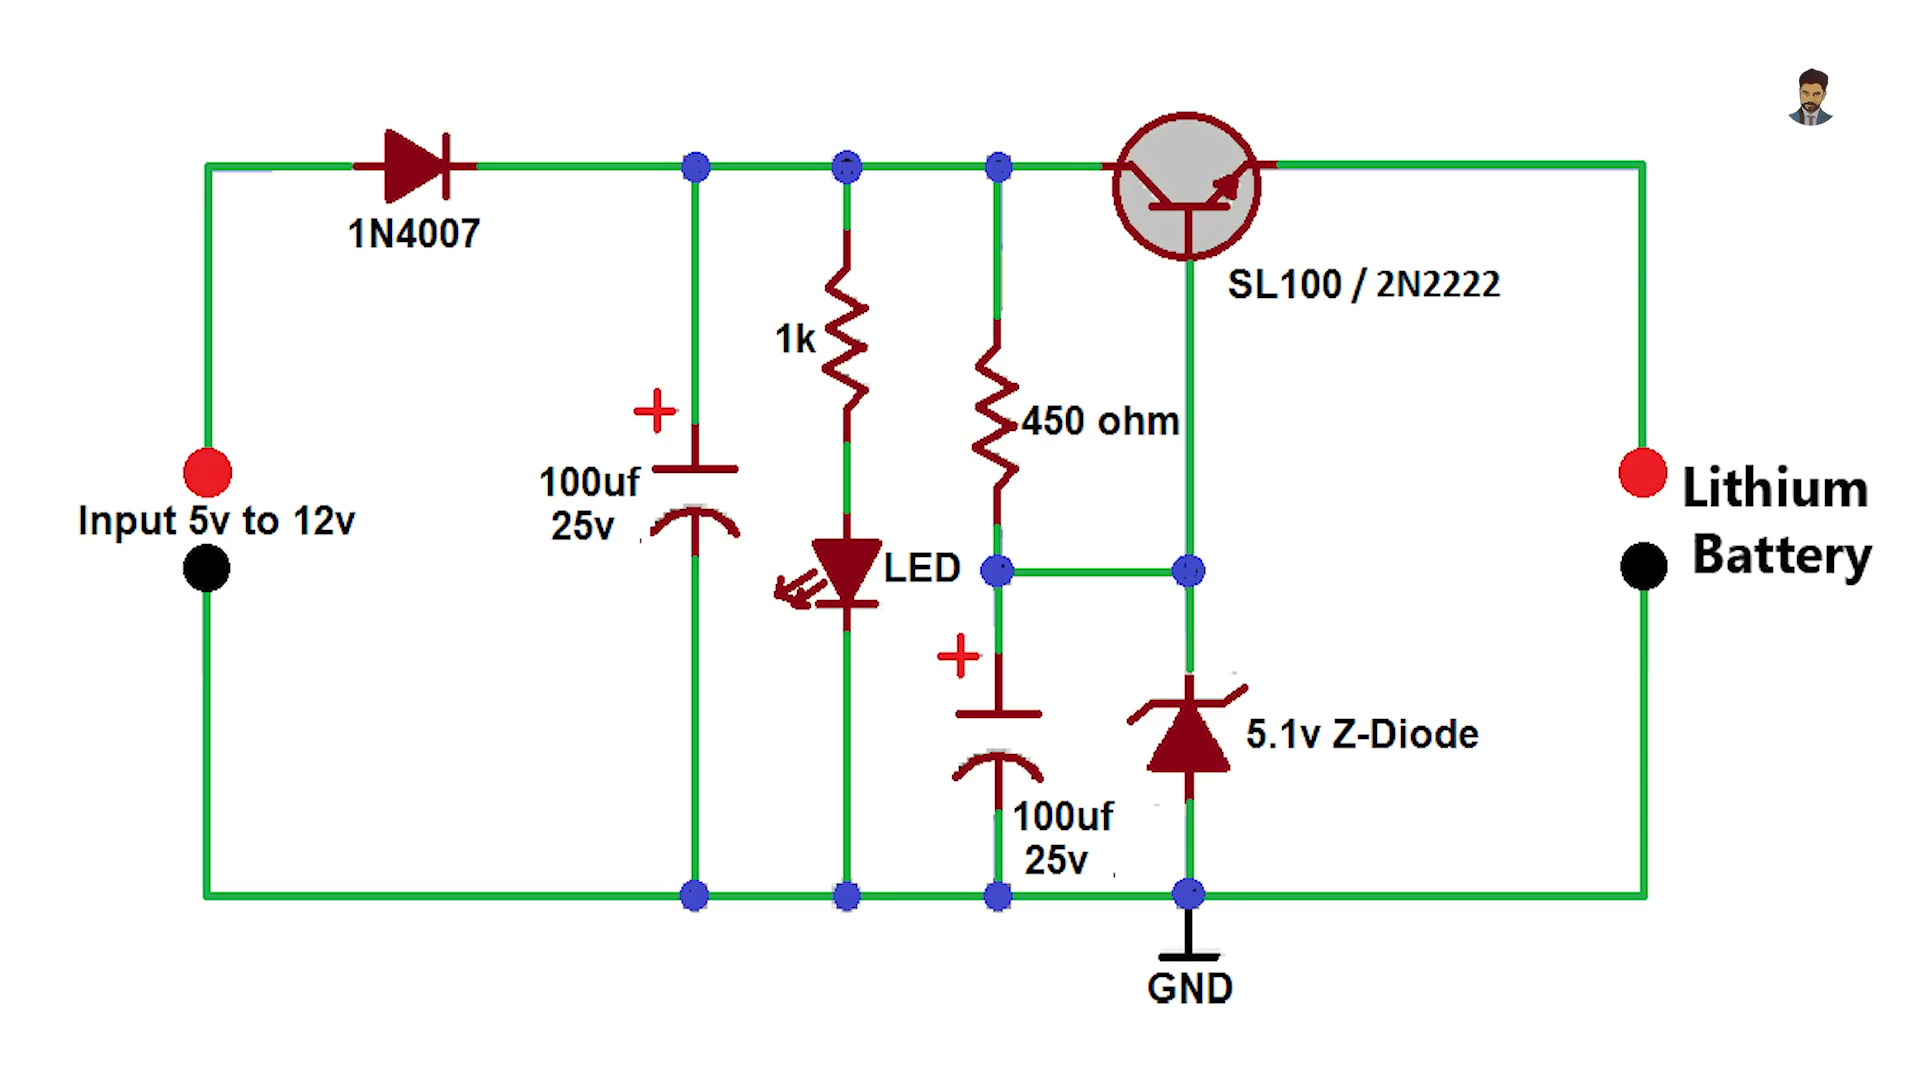 1N4007
SL100 / 2N2222
1k
450 ohm
100uf
25v
Input 5v to 12v
LED
Lithium
Battery
5.1v Z-Diode
100uf
25v
GND